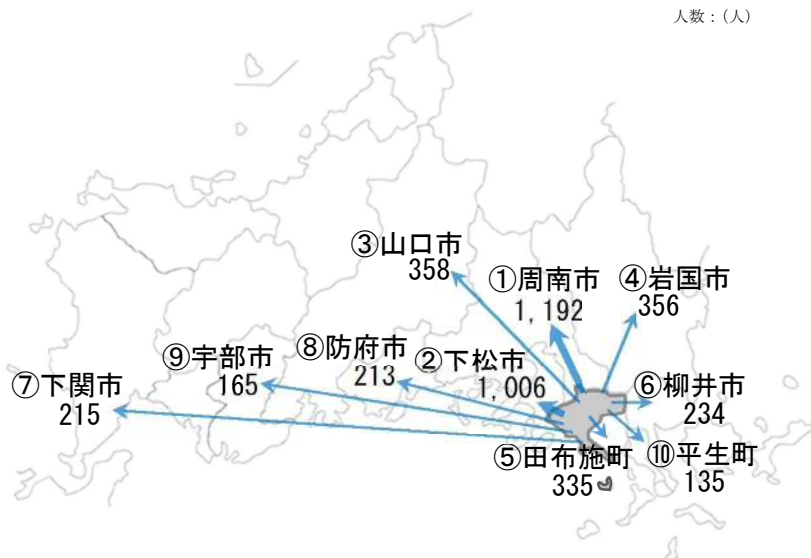 人数：（人）
③山口市
358
①周南市
1,192
④岩国市
356
⑧防府市
213
②下松市
1,006
⑨宇部市
165
⑦下関市
215
⑥柳井市
234
⑤田布施町
335
⑩平生町
135